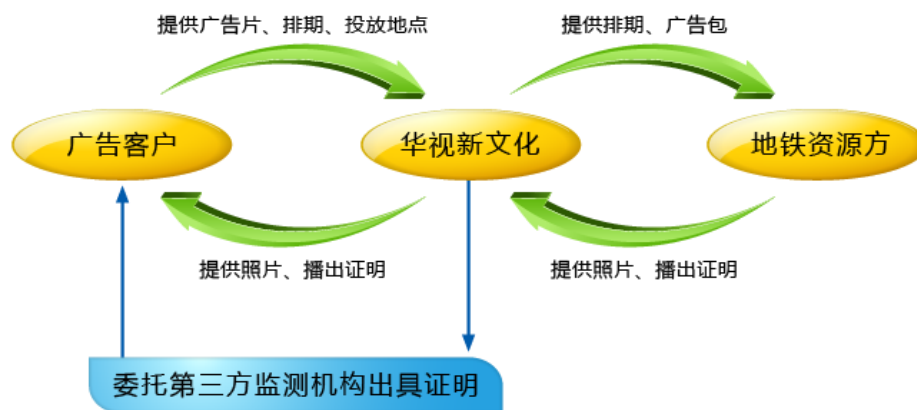 提供广告片、排期、投放地点
提供排期、广告包
广告客户
华视新文化
地铁资源方
提供照片、播出证明
提供照片、播出证明
委托第三方监测机构出具证明